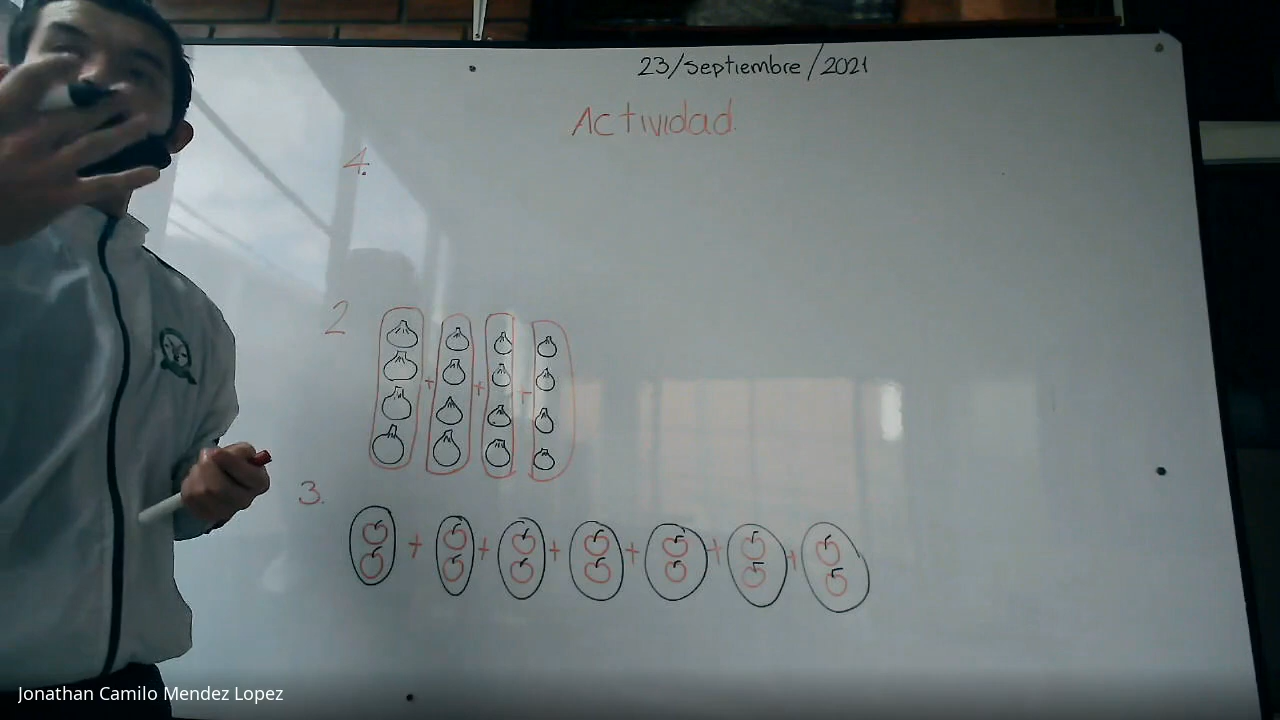 23/septiembre/2021
Actividad.
4.
2
+ + +
3.
+ + + + + +
Jonathan Camilo Mendez Lopez